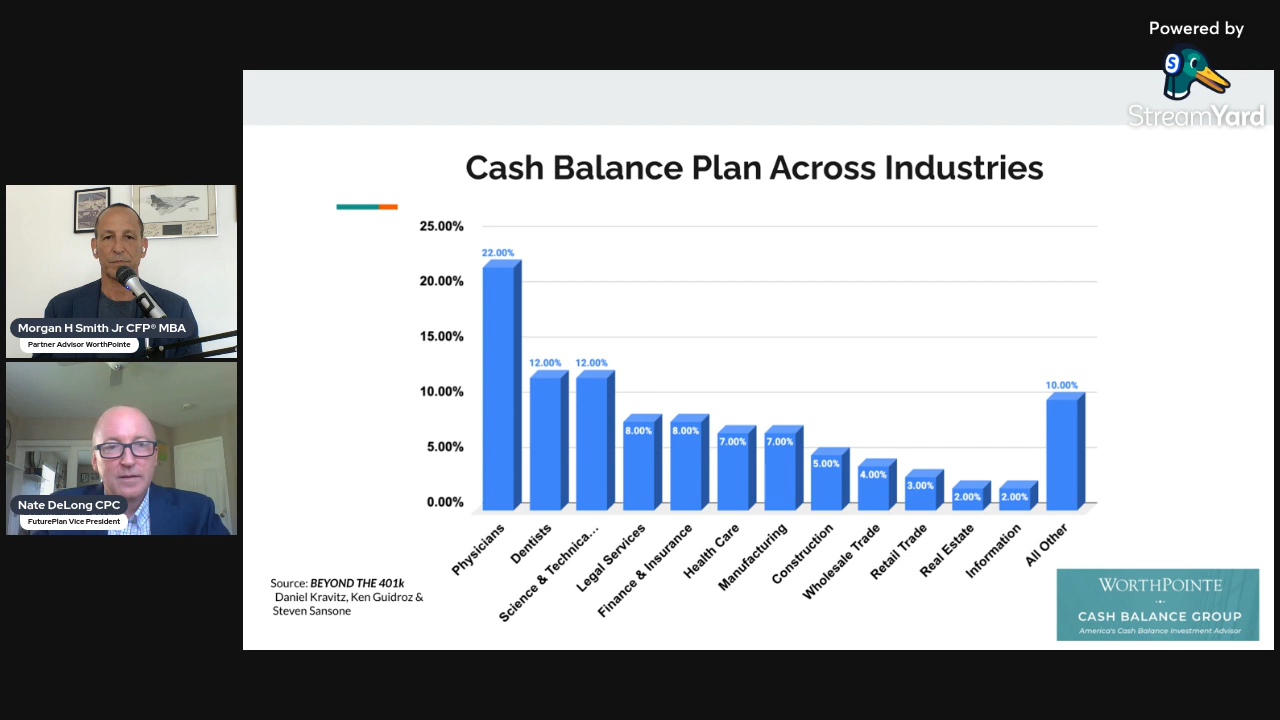 Powered by
StreamYard
Cash Balance Plan Across Industries
25.00%
20.00%
15.00%
10.00%
5.00%
0.00%
22.00%
12.00%
12.00%
8.00%
8.00%
7.00%
7.00%
5.00%
4.00%
3.00%
2.00%
2.00%
10.00%
Physicians
Dentists
Science & Technica...
Legal Services
Finance & Insurance
Health Care
Manufacturing
Construction
Wholesale Trade
Retail Trade
Real Estate
Information
All Other
Source: BEYOND THE 401k
Daniel Kravitz, Ken Guidroz &
Steven Sansone
WORTHPOINTE
CASH BALANCE GROUP
America's Cash Balance Investment Advisor
Morgan H Smith Jr CFP® MBA
Partner Advisor WorthPointe
Nate DeLong CPC
FuturePlan Vice President